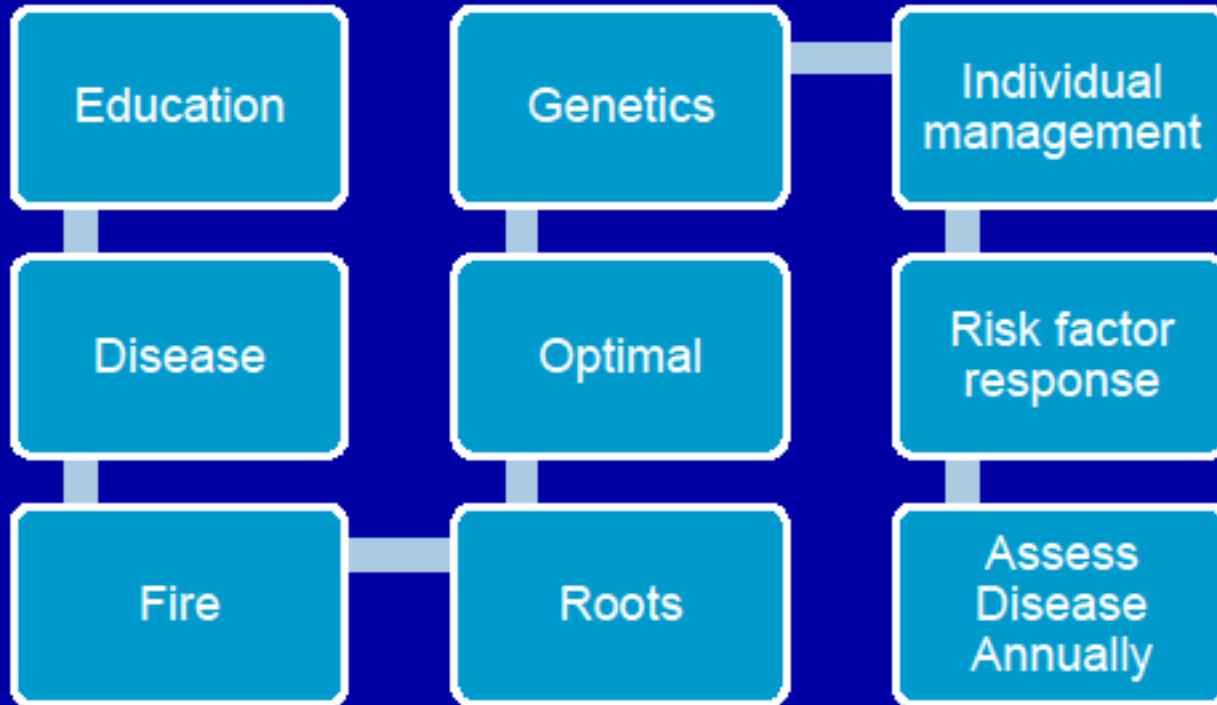 Education
Disease
Fire
Roots
Optimal
Genetics
Individual
management
Risk factor
response
Assess
Disease
Annually